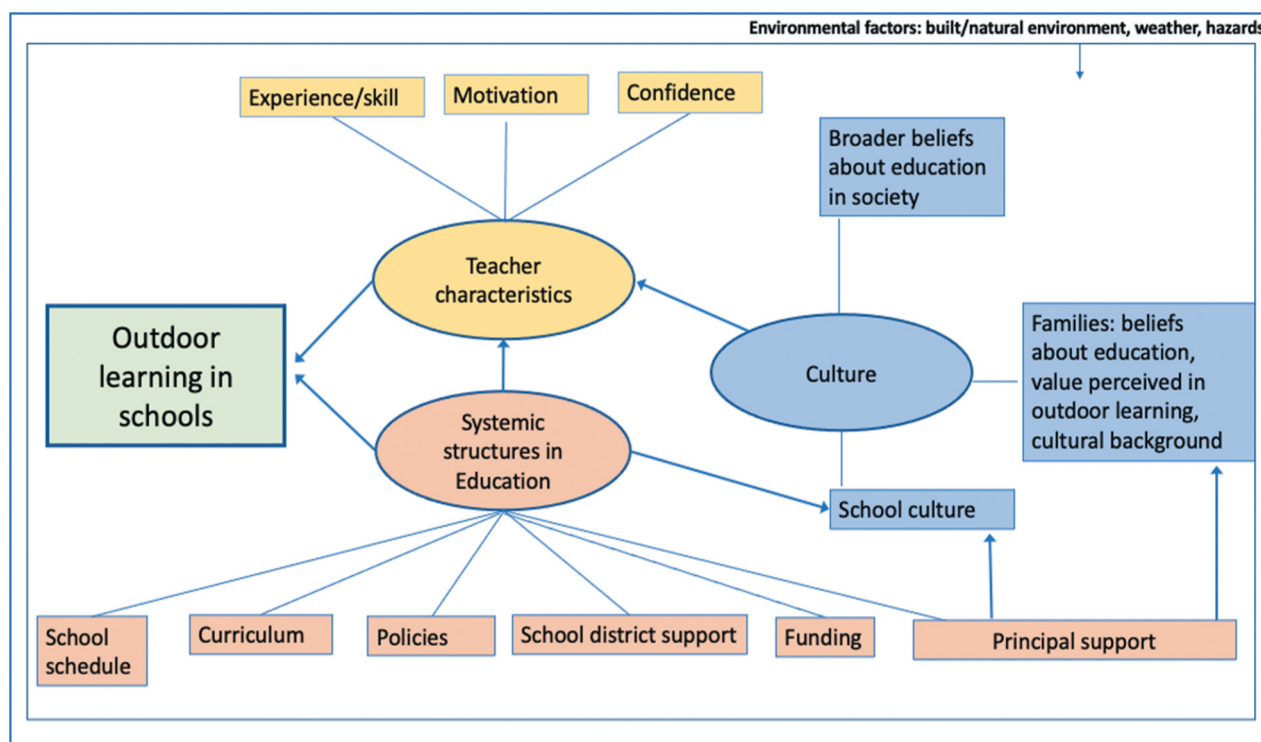 Environmental factors: built/natural environment, weather, hazards
Experience/skill
Motivation
Confidence
Broader beliefs
about education
in society
Teacher
characteristics
Outdoor
learning in
schools
Culture
Families: beliefs
about education,
value perceived in
outdoor learning,
cultural background
Systemic
structures in
Education
School culture
School
schedule
Curriculum
Policies
School district support
Funding
Principal support